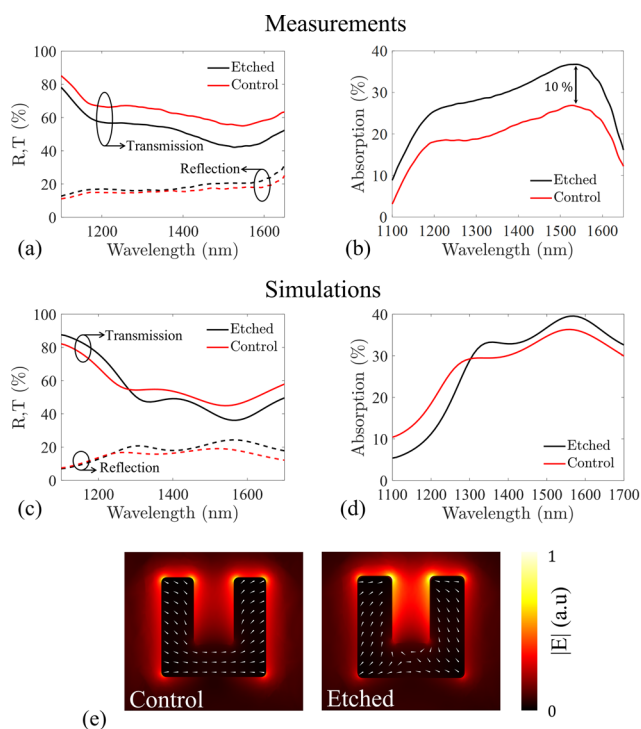 Measurements
100
80
60
40
20
0
R,T (%)
Etched
Control
Transmission
Reflection
1200
1400
1600
Wavelength (nm)
(a)
40
30
20
10
0
Absorption (%)
10 %
Etched
Control
1100
1200
1300
1400
1500
1600
Wavelength (nm)
(b)
Simulations
100
80
60
40
20
0
R,T (%)
Transmission
Etched
Control
Reflection
1200
1400
1600
Wavelength (nm)
(c)
40
30
20
10
0
Absorption (%)
Etched
Control
1100
1200
1300
1400
1500
1600
1700
Wavelength (nm)
(d)
Control
Etched
1
0
|E| (a.u)
(e)